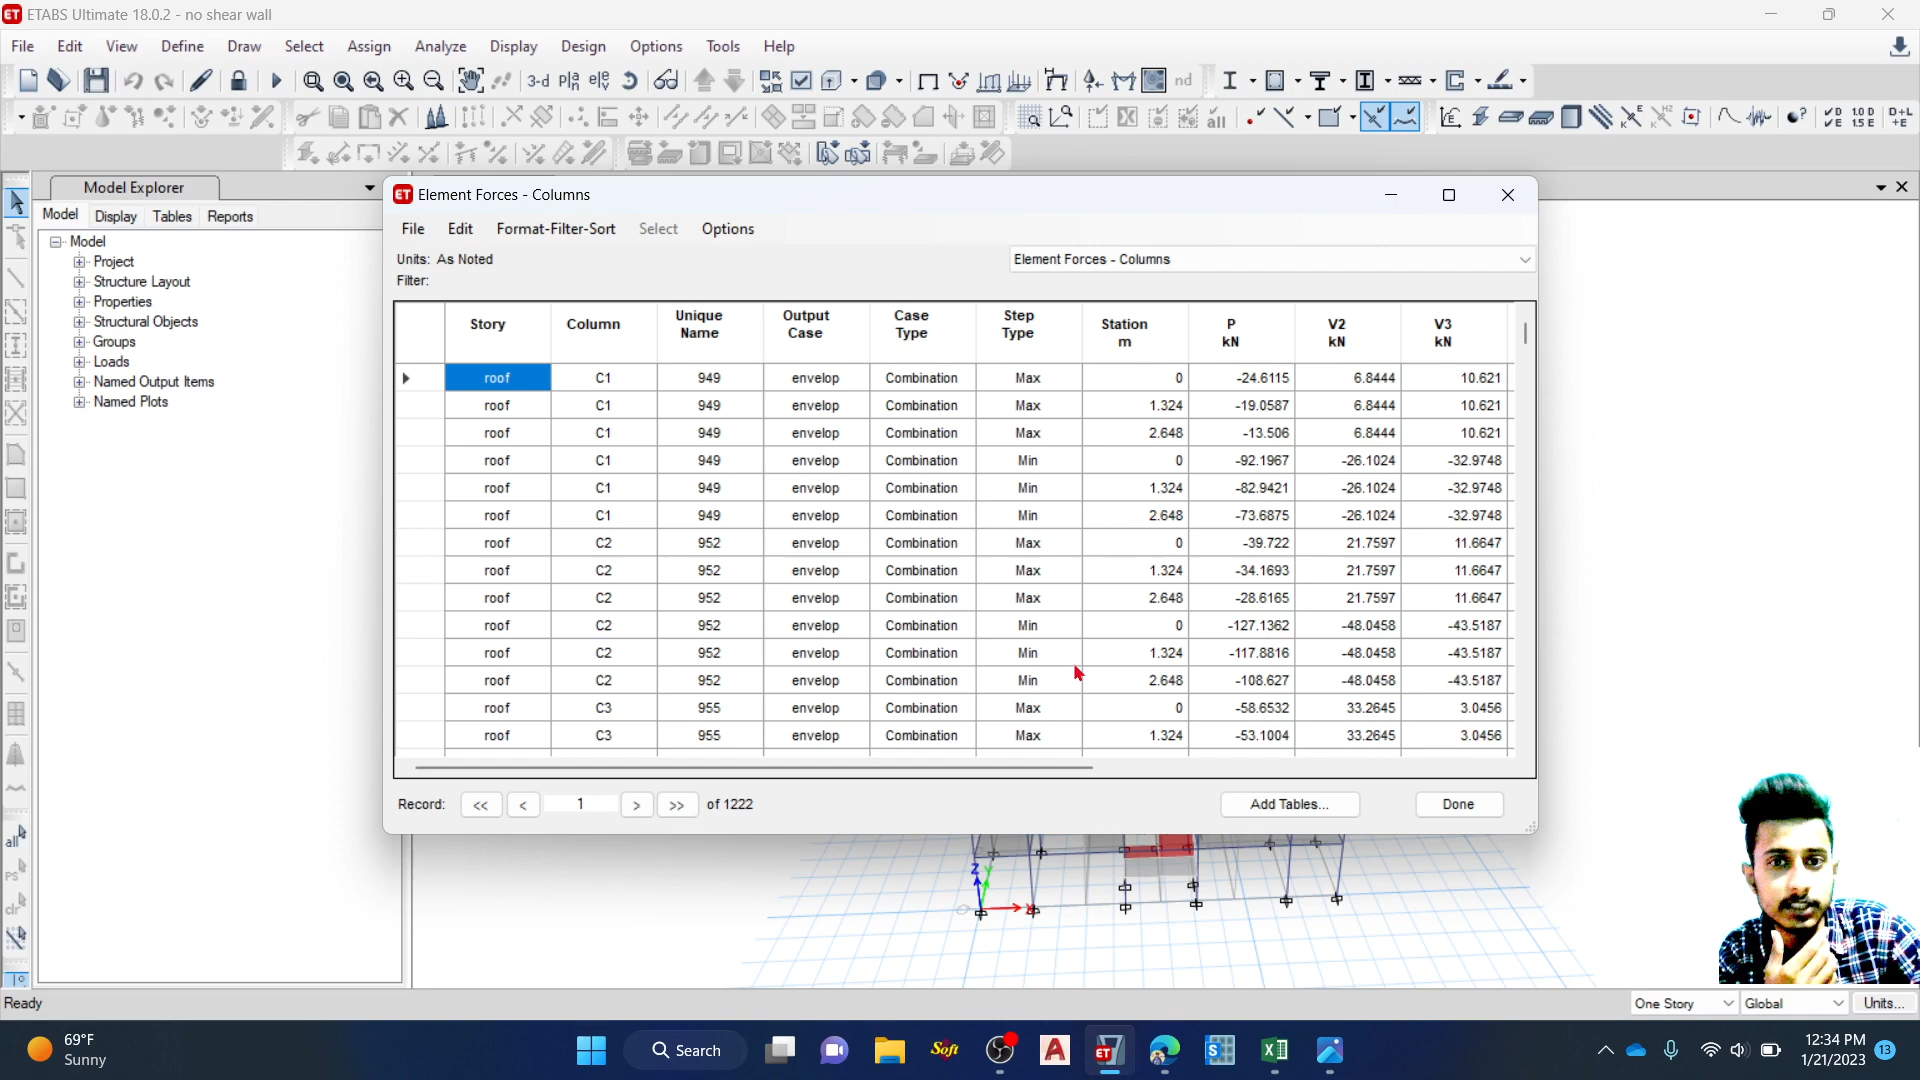 ETABS Ultimate 18.0.2 - no shear wall
File Edit View Define Draw Select Assign Analyze Display Design Options Tools Help
3-d nd
all
Model Explorer
Model Display Tables Reports
Model
Project
Structure Layout
Properties
Structural Objects
Groups
Loads
Named Output Items
Named Plots
Element Forces - Columns
File Edit Format-Filter-Sort Select Options
Units: As Noted Element Forces - Columns
Filter:
Story Column Unique Name Output Case Case Type Step Type Station m P kN V2 kN V3 kN
roof C1 949 envelop Combination Max 0 -24.6115 6.8444 10.621
roof C1 949 envelop Combination Max 1.324 -19.0587 6.8444 10.621
roof C1 949 envelop Combination Max 2.648 -13.506 6.8444 10.621
roof C1 949 envelop Combination Min 0 -92.1967 -26.1024 -32.9748
roof C1 949 envelop Combination Min 1.324 -82.9421 -26.1024 -32.9748
roof C1 949 envelop Combination Min 2.648 -73.6875 -26.1024 -32.9748
roof C2 952 envelop Combination Max 0 -39.722 21.7597 11.6647
roof C2 952 envelop Combination Max 1.324 -34.1693 21.7597 11.6647
roof C2 952 envelop Combination Max 2.648 -28.6165 21.7597 11.6647
roof C2 952 envelop Combination Min 0 -127.1362 -48.0458 -43.5187
roof C2 952 envelop Combination Min 1.324 -117.8816 -48.0458 -43.5187
roof C2 952 envelop Combination Min 2.648 -108.627 -48.0458 -43.5187
roof C3 955 envelop Combination Max 0 -58.6532 33.2645 3.0456
roof C3 955 envelop Combination Max 1.324 -53.1004 33.2645 3.0456
Record: << < 1 > >> of 1222 Add Tables... Done
all
ps
clr
Z
Ready
One Story Global Units...
69°F
Sunny
Search
Soft
12:34 PM
1/21/2023
13